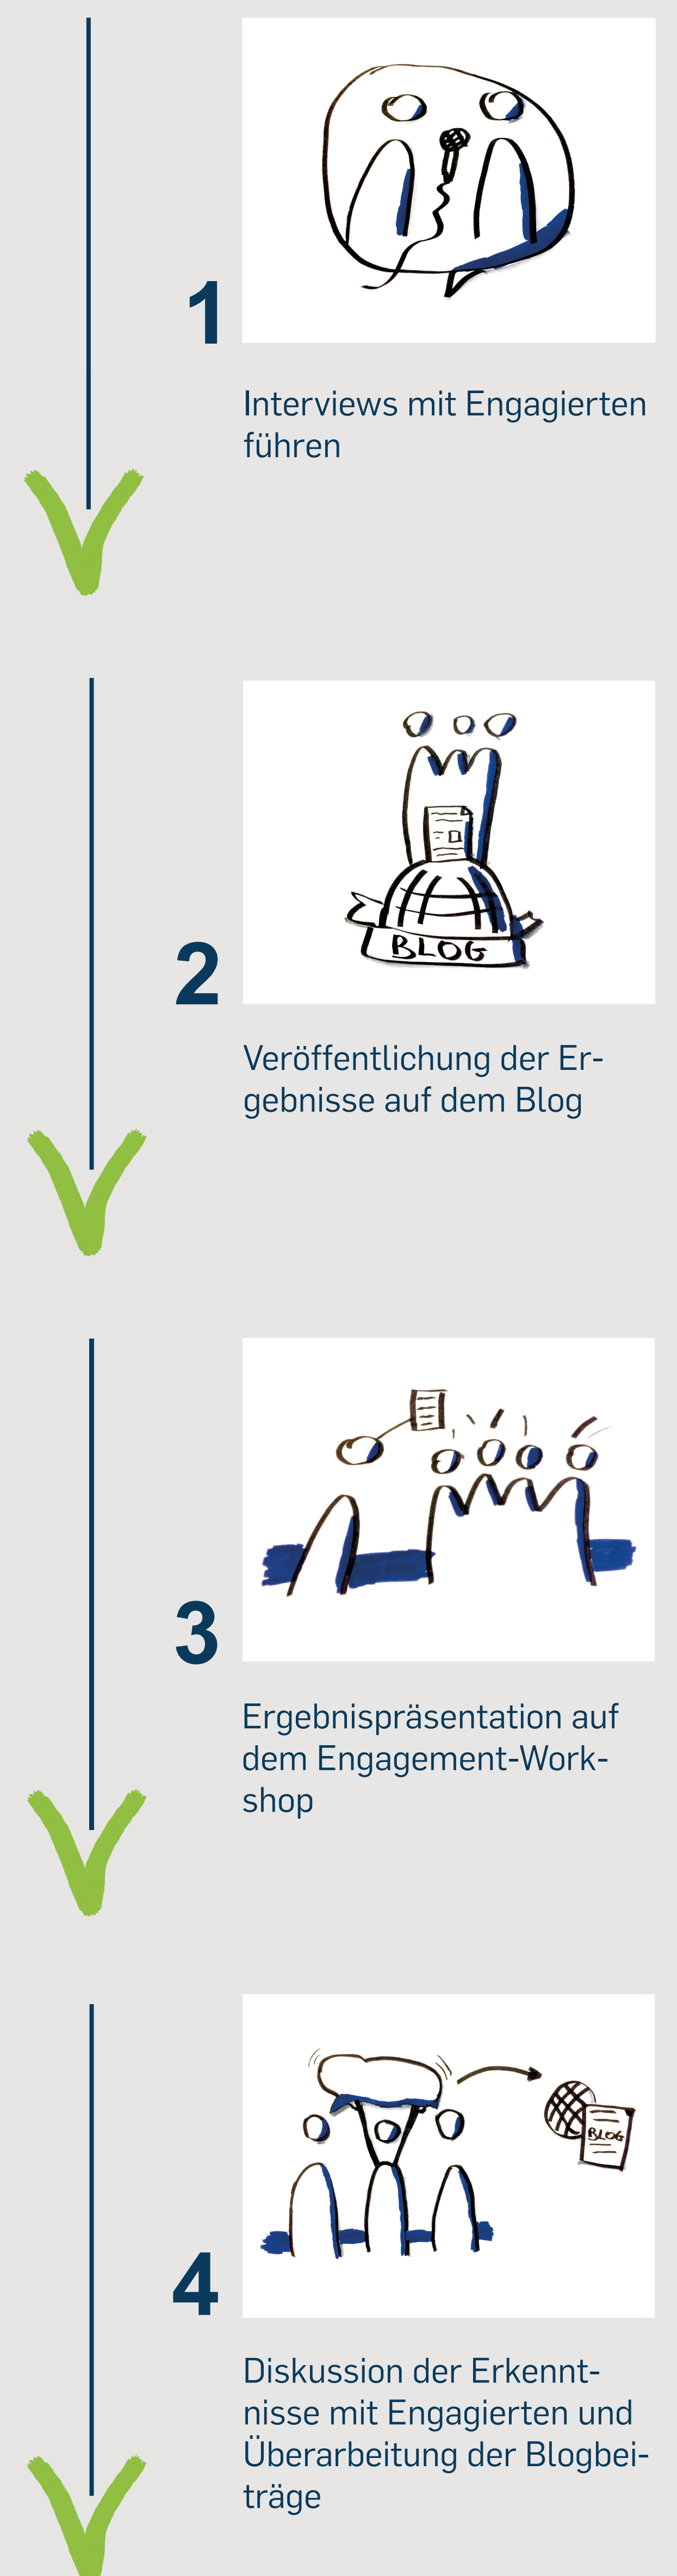 1
Interviews mit Engagierten
führen
BLOG
2
Veröffentlichung der Er-
gebnisse auf dem Blog
3
Ergebnispräsentation auf
dem Engagement-Work-
shop
BLOG
4
Diskussion der Erkennt-
nisse mit Engagierten und
Überarbeitung der Blogbei-
träge